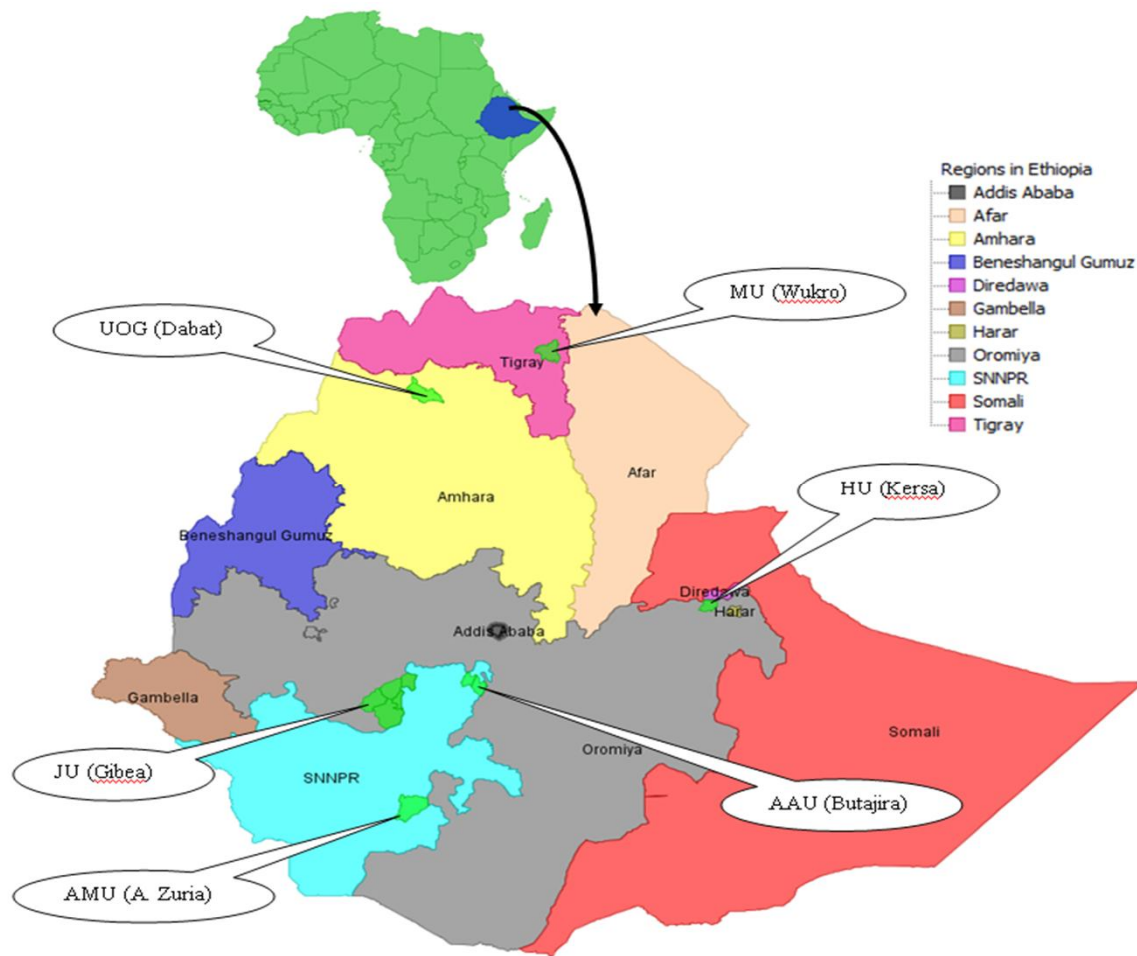 Regions in Ethiopia
Addis Ababa
Afar
Amhara
Beneshangul Gumuz
Diredawa
Gambella
Harar
Oromiya
SNNPR
Somali
Tigray
MU (Wukro)
UOG (Dabat)
Tigray
Afar
HU (Kersa)
Amhara
Beneshangul Gumuz
Diredawa
Harar
Addis Ababa
Gambella
Somali
Oromiya
JU (Gibea)
SNNPR
AAU (Butajira)
AMU (A. Zuria)